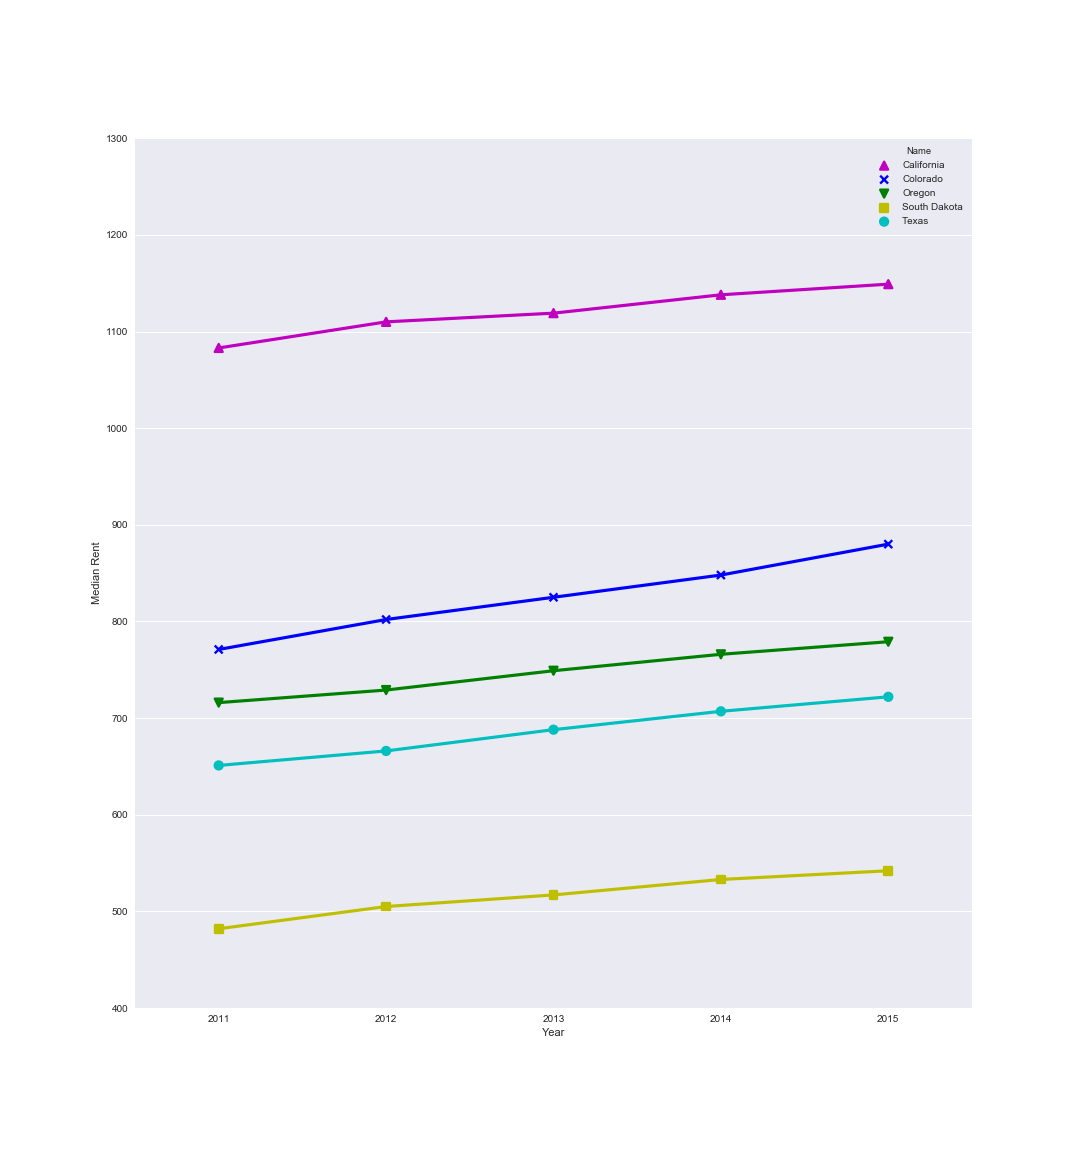 1300
Name
California
Colorado
Oregon
South Dakota
Texas
1200
1100
1000
900
Median Rent
800
700
600
500
400
2011 2012 2013 2014 2015
Year